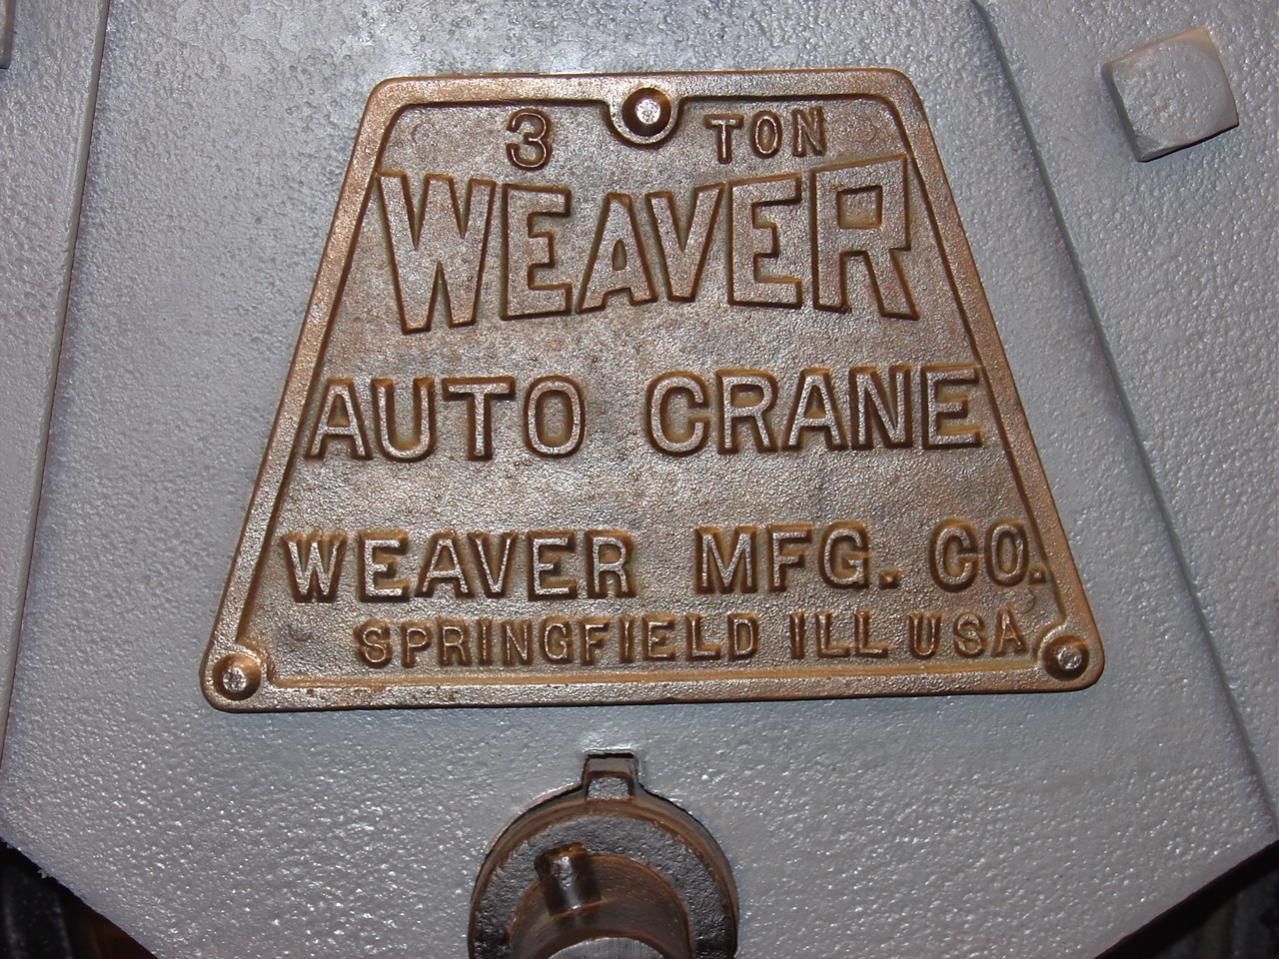 3 TON
WEAVER
AUTO CRANE
WEAVER MFG. CO.
SPRINGFIELD ILL USA